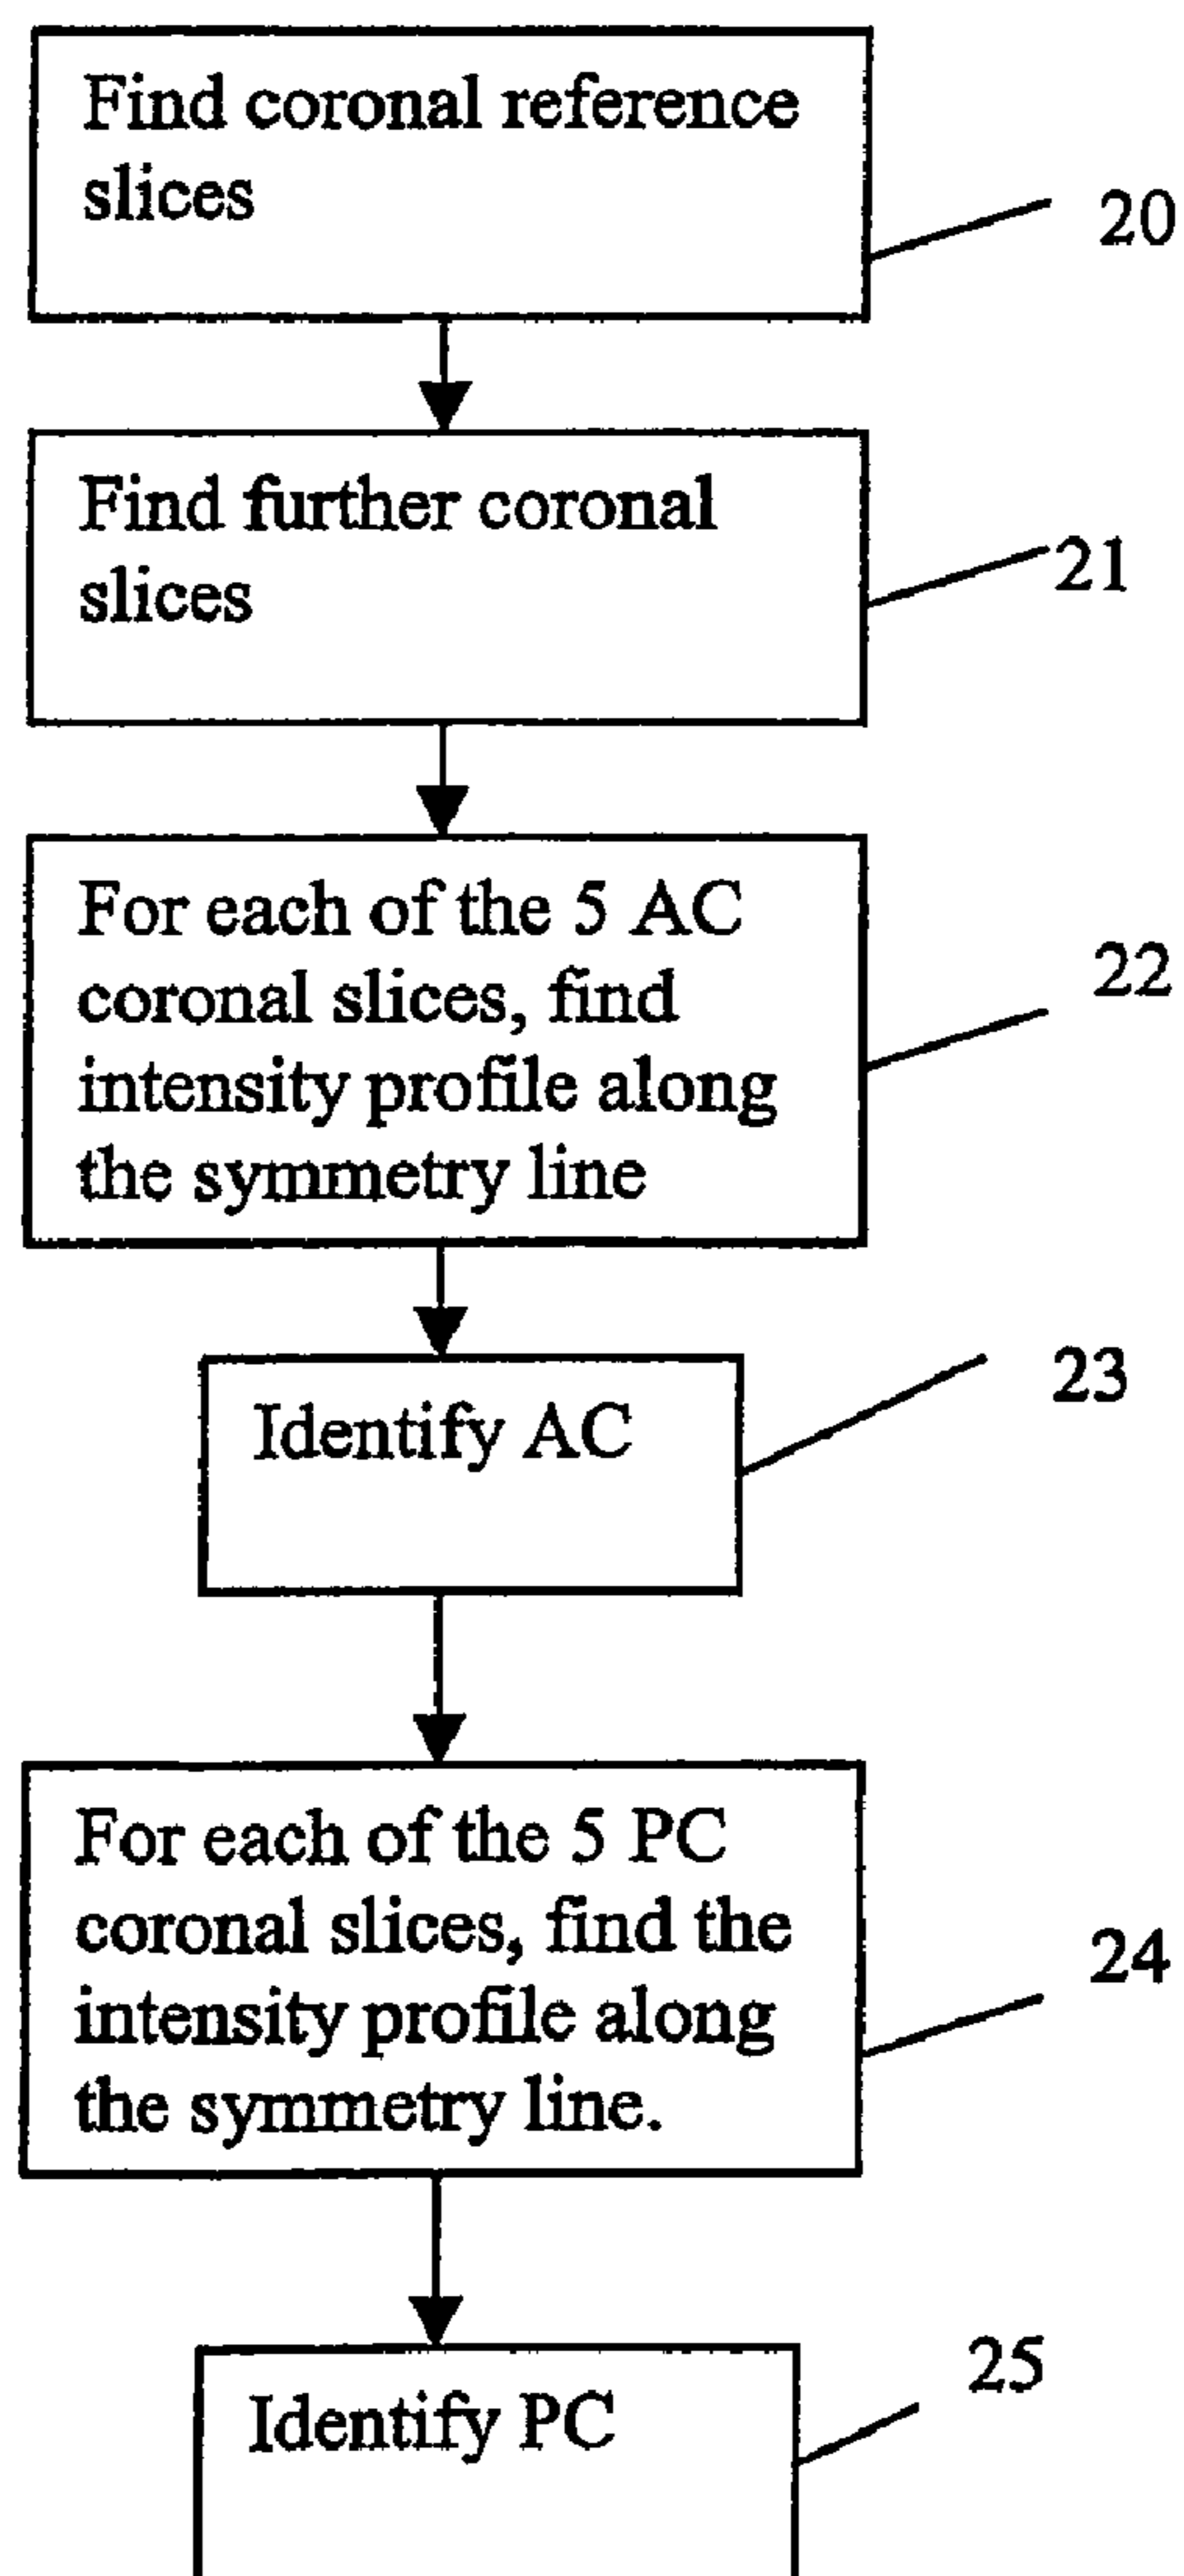 Find coronal reference
slices
20
Find further coronal
slices
21
For each of the 5 AC
coronal slices, find
intensity profile along
the symmetry line
22
Identify AC
23
For each of the 5 PC
coronal slices, find the
intensity profile along
the symmetry line.
24
Identify PC
25